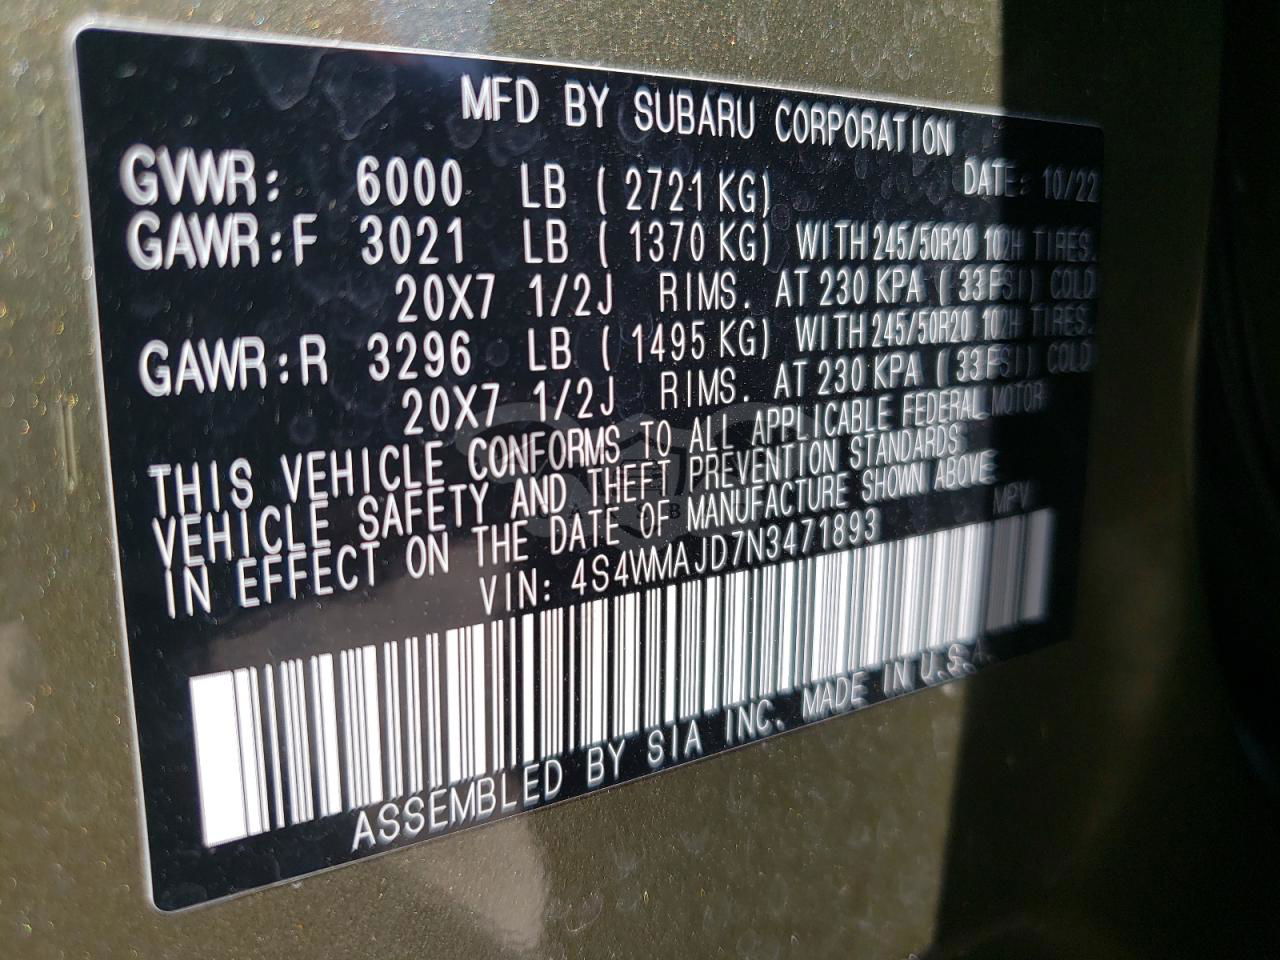 MFD BY SUBARU CORPORATION
GVWR: 6000 LB ( 2721 KG) DATE: 10/22
GAWR:F 3021 LB ( 1370 KG) WITH 245/50R20 102H TIRES.
20X7 1/2J RIMS. AT 230 KPA ( 33PSI) COLD
GAWR:R 3296 LB ( 1495 KG) WITH 245/50R20 102H TIRES.
20X7 1/2J RIMS. AT 230 KPA ( 33PSI) COLD
THIS VEHICLE CONFORMS TO ALL APPLICABLE FEDERAL MOTOR
VEHICLE SAFETY AND THEFT PREVENTION STANDARDS
IN EFFECT ON THE DATE OF MANUFACTURE SHOWN ABOVE
VIN: 4S4WMAJD7N3471893 MPV
ASSEMBLED BY SIA INC. MADE IN U.S.A.